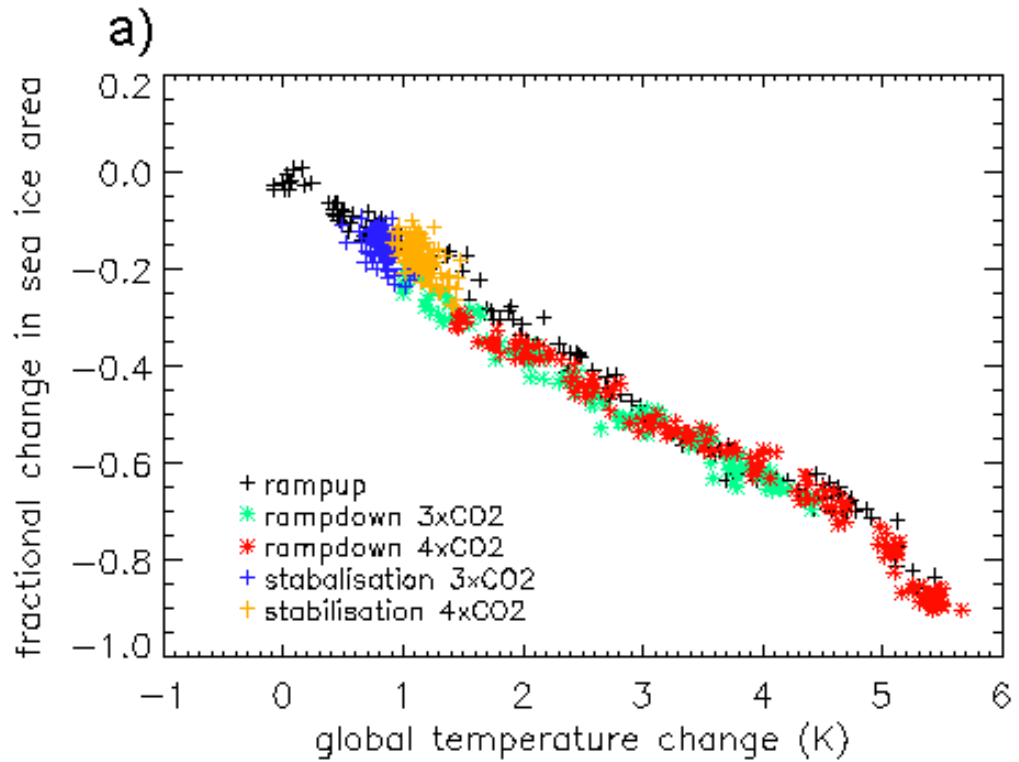 a)
fractional change in sea ice area
0.2
0.0
−0.2
−0.4
−0.6
−0.8
−1.0
rampup
rampdown 3xCO2
rampdown 4xCO2
stabalisation 3xCO2
stabilisation 4xCO2
−1 0 1 2 3 4 5 6
global temperature change (K)